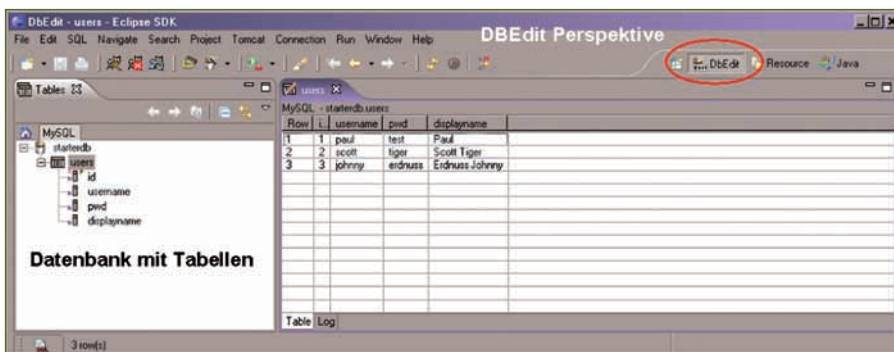 DbEdit - users - Eclipse SDK
File Edit SQL Navigate Search Project Tomcat Connection Run Window Help
DBEdit Perspektive
DbEdit Resource Java
Tables
users
MySQL - starterdb.users
Row i.. username pwd displayname
1 1 paul test Paul
2 2 scott tiger Scott Tiger
3 3 johnny erdnuss Erdnuss Johnny
MySQL
starterdb
users
id
username
pwd
displayname
Datenbank mit Tabellen
Table Log
3 row(s)